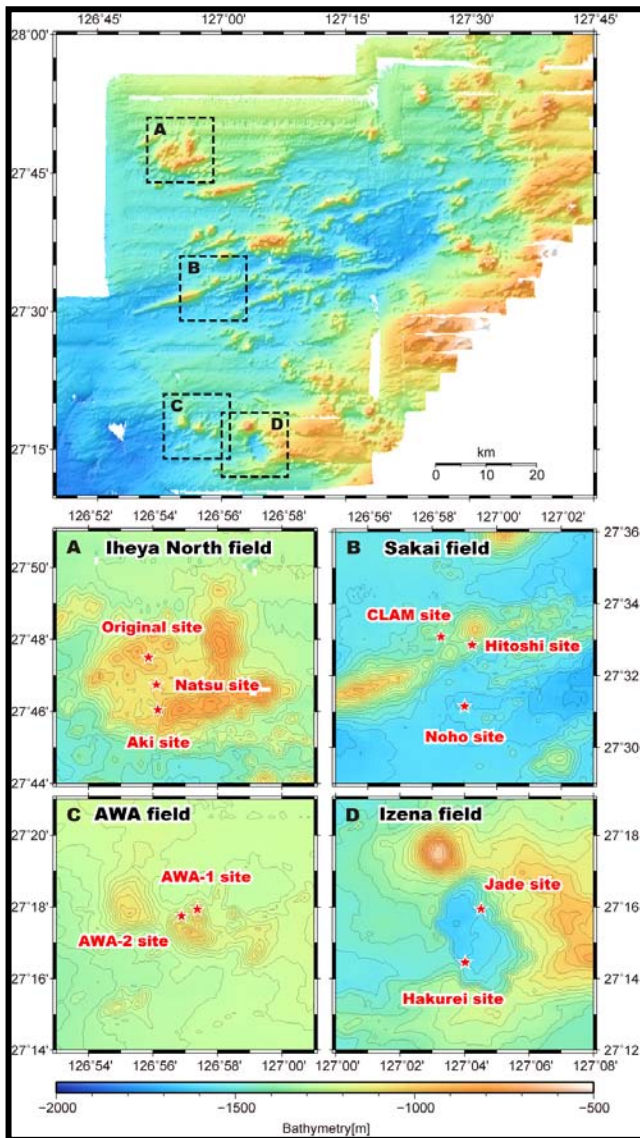 126˚45' 127˚00' 127˚15' 127˚30' 127˚45'
28˚00'
A
27˚45'
B
27˚30'
C
D
27˚15'
km
0 10 20
126˚52' 126˚54' 126˚56' 126˚58'
126˚56' 126˚58' 127˚00' 127˚02'
A Iheya North field
27˚50'
Original site
27˚48'
Natsu site
27˚46'
Aki site
27˚44'
B Sakai field
27˚36'
CLAM site
27˚34'
Hitoshi site
27˚32'
Noho site
27˚30'
C AWA field
27˚20'
AWA-1 site
27˚18'
AWA-2 site
27˚16'
27˚14'
D Izena field
27˚18'
Jade site
27˚16'
Hakurei site
27˚14'
27˚12'
126˚54' 126˚56' 126˚58' 127˚00'
127˚00' 127˚02' 127˚04' 127˚06' 127˚08'
−2000 −1500 −1000 −500
Bathymetry[m]